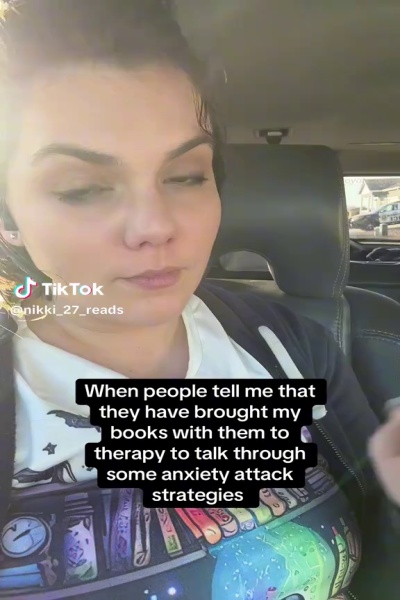 TikTok
@nikki_27_reads
When people tell me that
they have brought my
books with them to
therapy to talk through
some anxiety attack
strategies